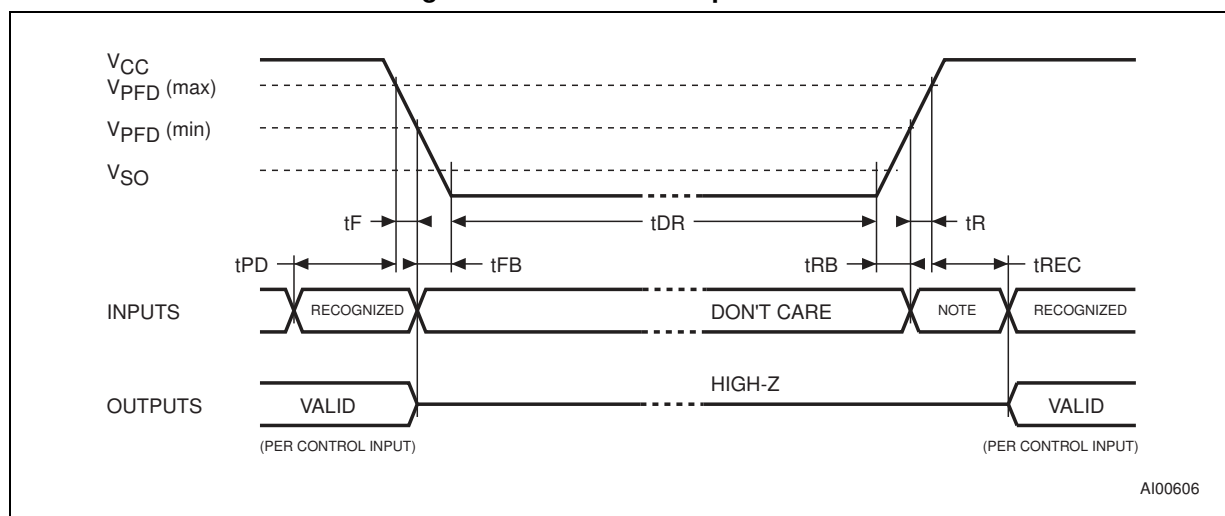 VCC
VPFD (max)
VPFD (min)
VSO
tF
tDR
tR
tPD
tFB
tRB
tREC
INPUTS
RECOGNIZED
DON'T CARE
NOTE
RECOGNIZED
HIGH-Z
OUTPUTS
VALID
VALID
(PER CONTROL INPUT)
(PER CONTROL INPUT)
AI00606